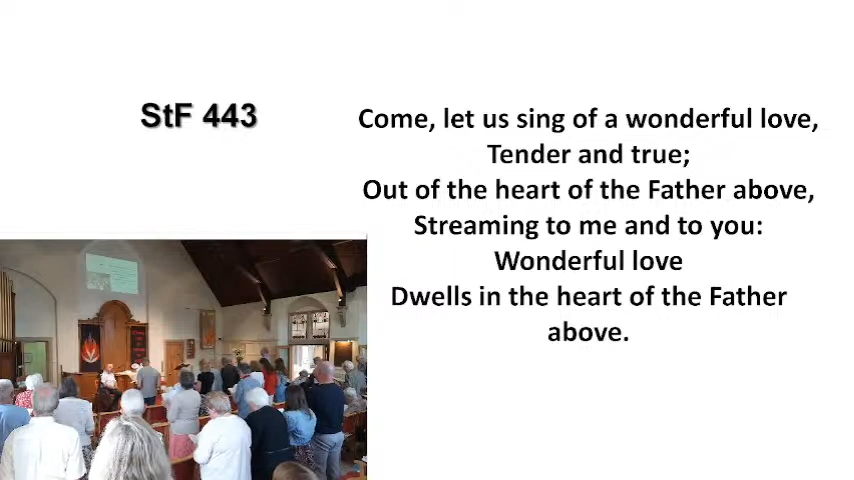 StF 443
Come, let us sing of a wonderful love,
Tender and true;
Out of the heart of the Father above,
Streaming to me and to you:
Wonderful love
Dwells in the heart of the Father
above.